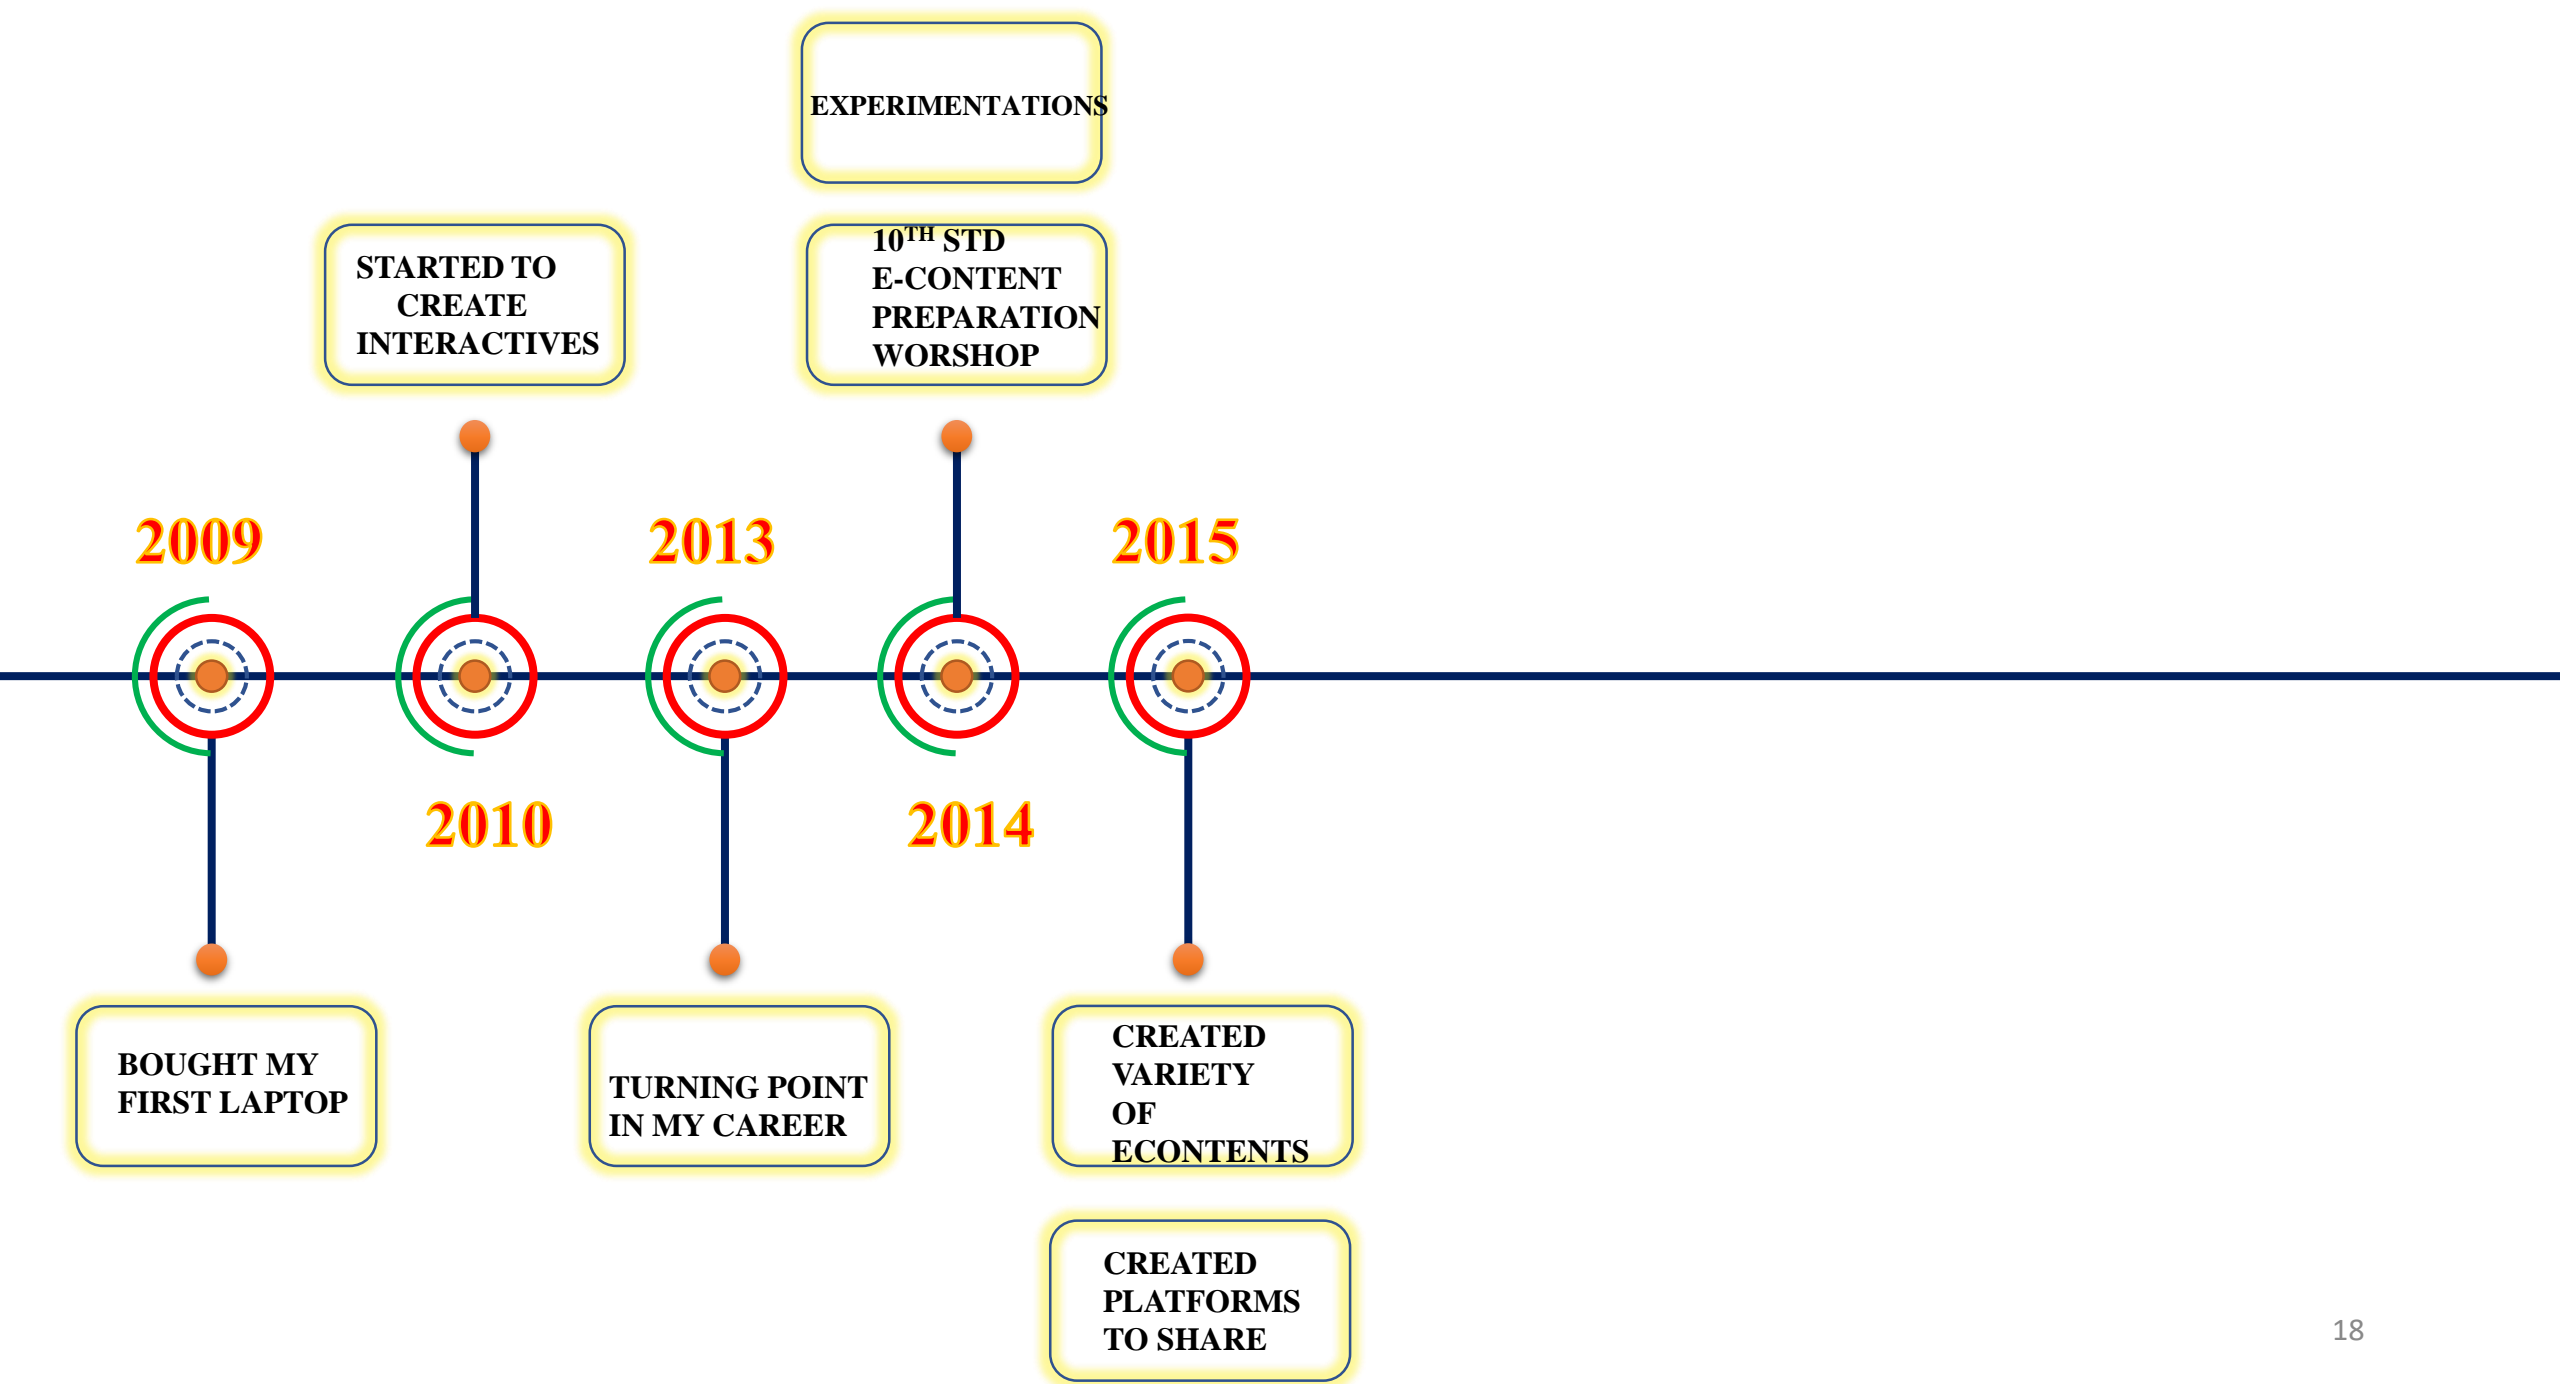 EXPERIMENTATIONS
STARTED TO
CREATE
INTERACTIVES
10TH STD
E-CONTENT
PREPARATION
WORSHOP
2009
2013
2015
2010
2014
BOUGHT MY
FIRST LAPTOP
TURNING POINT
IN MY CAREER
CREATED
VARIETY
OF
ECONTENTS
CREATED
PLATFORMS
TO SHARE
18